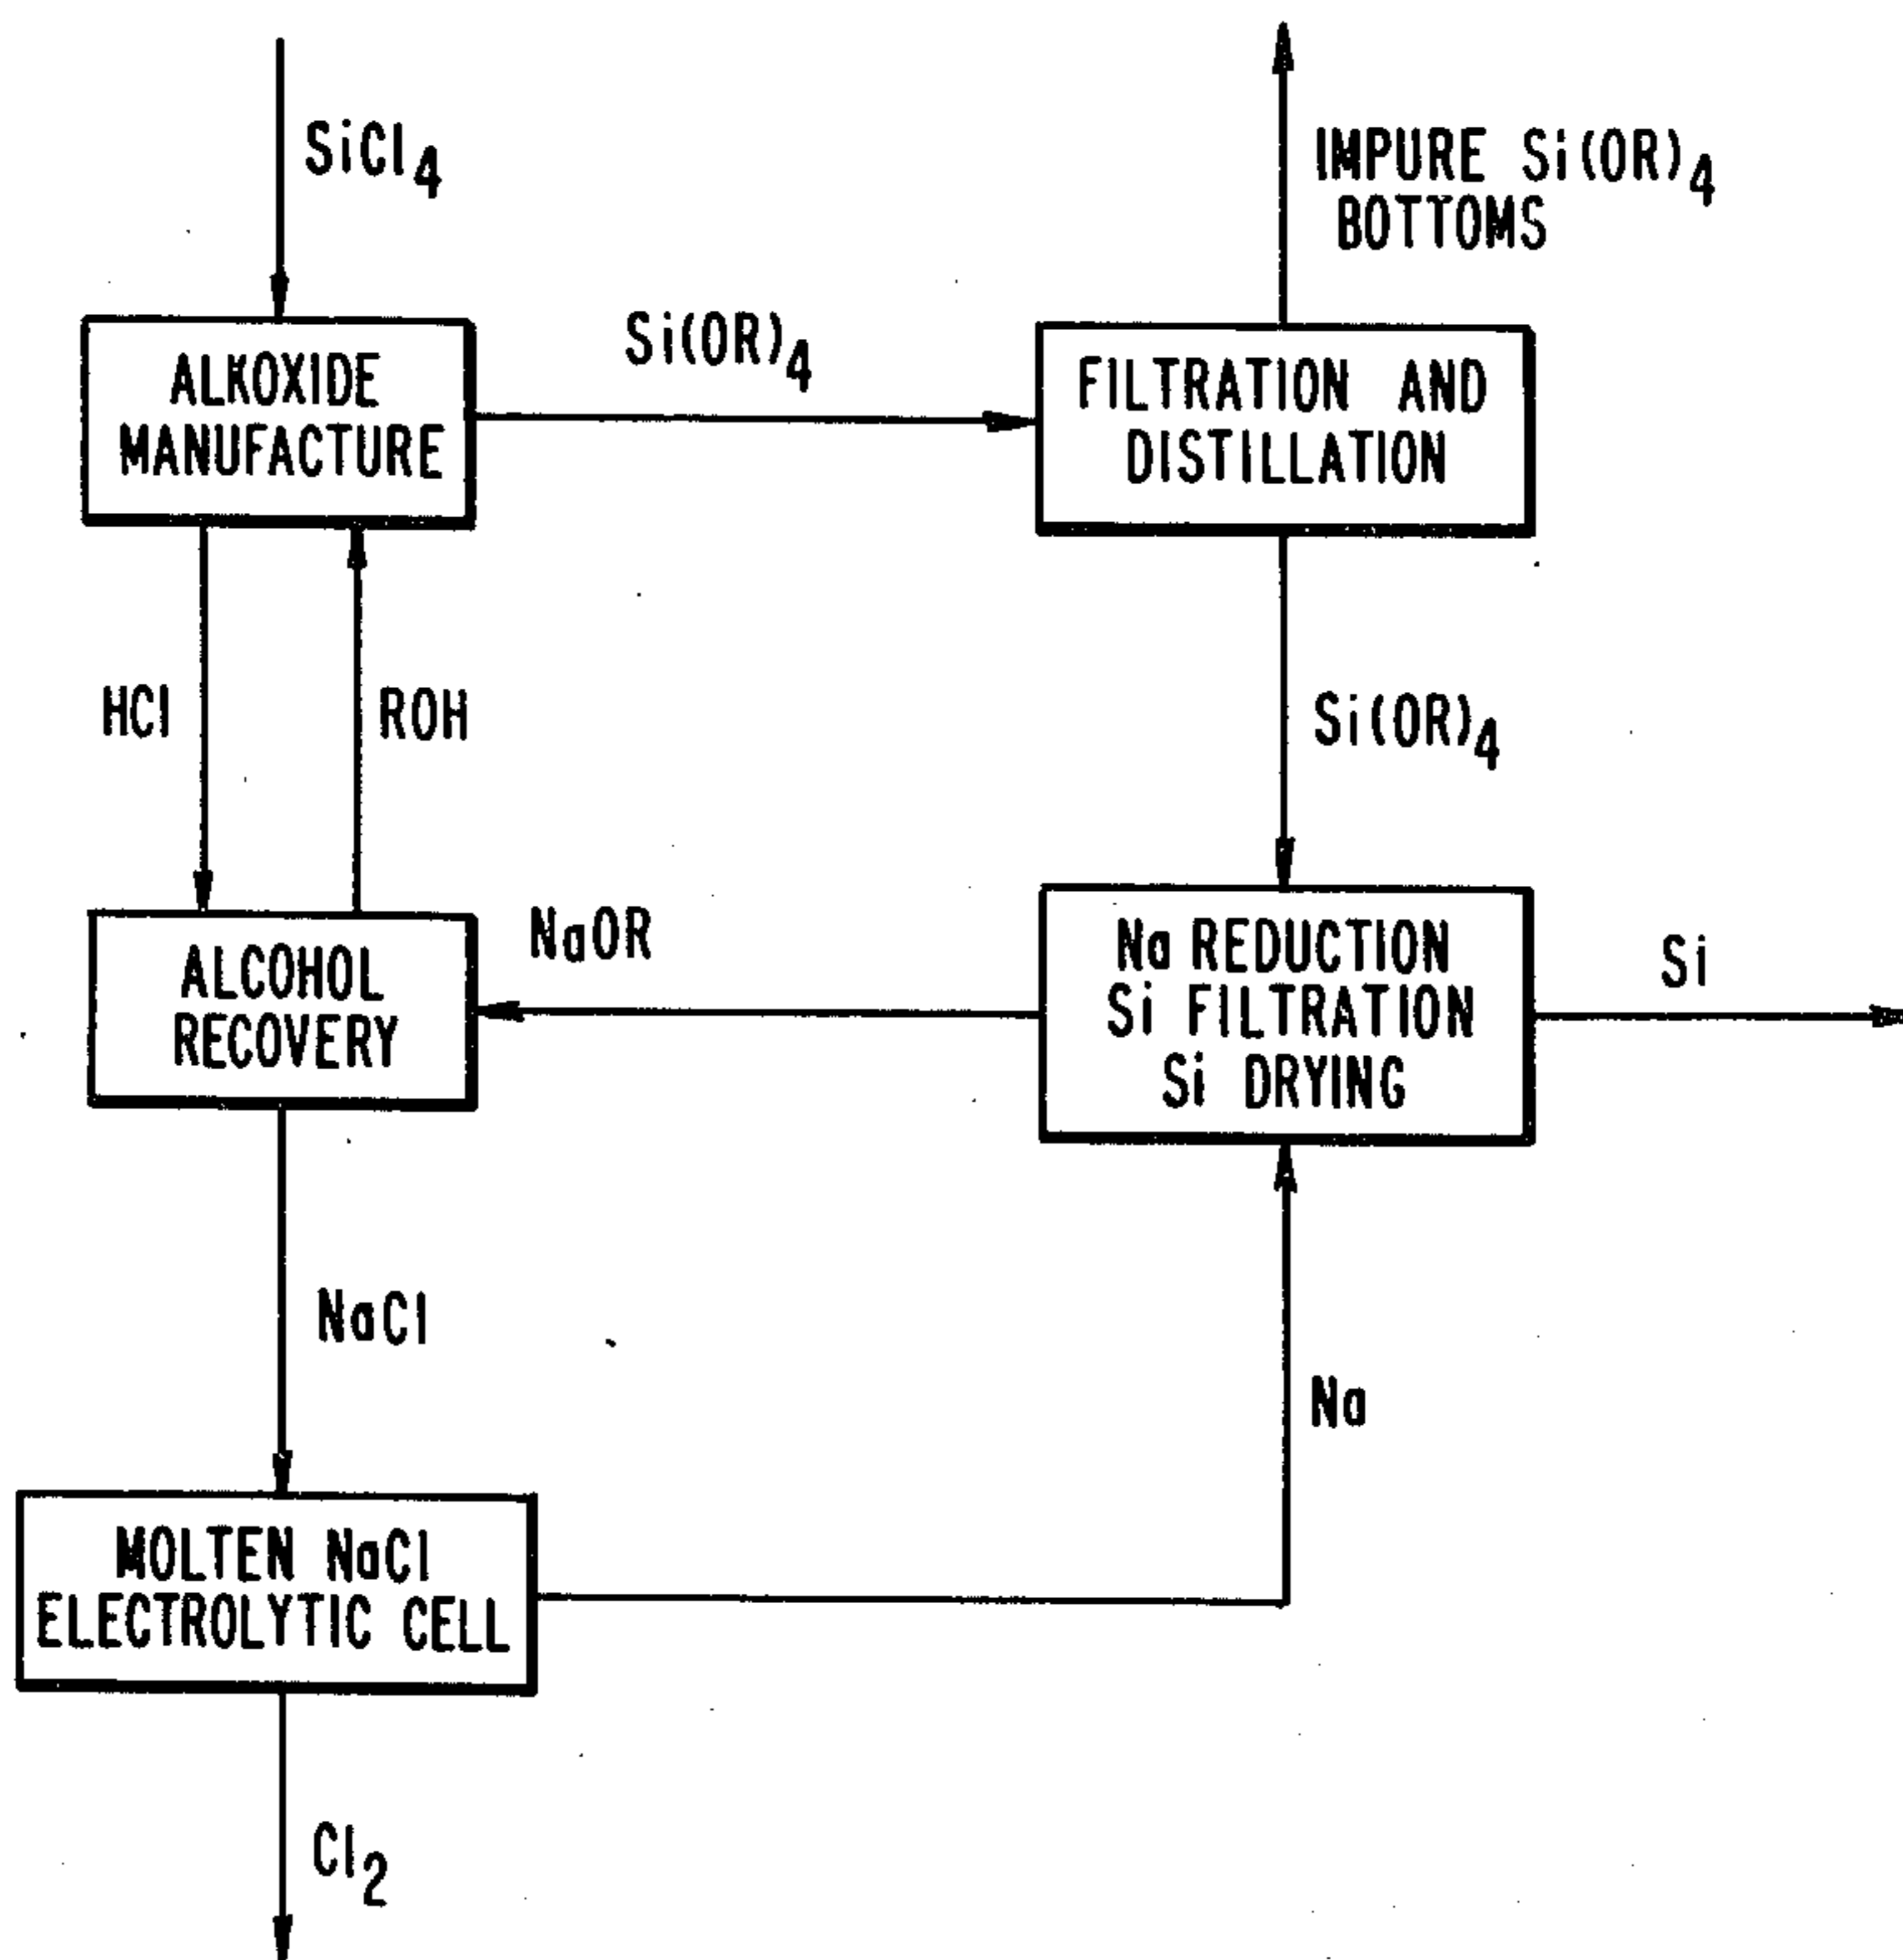 SiCl4
IMPURE Si(OR)4
BOTTOMS
ALKOXIDE
MANUFACTURE
Si(OR)4
FILTRATION AND
DISTILLATION
HCl
ROH
Si(OR)4
ALCOHOL
RECOVERY
NaOR
Na REDUCTION
Si FILTRATION
Si DRYING
Si
NaCl
Na
MOLTEN NaCl
ELECTROLYTIC CELL
Cl2